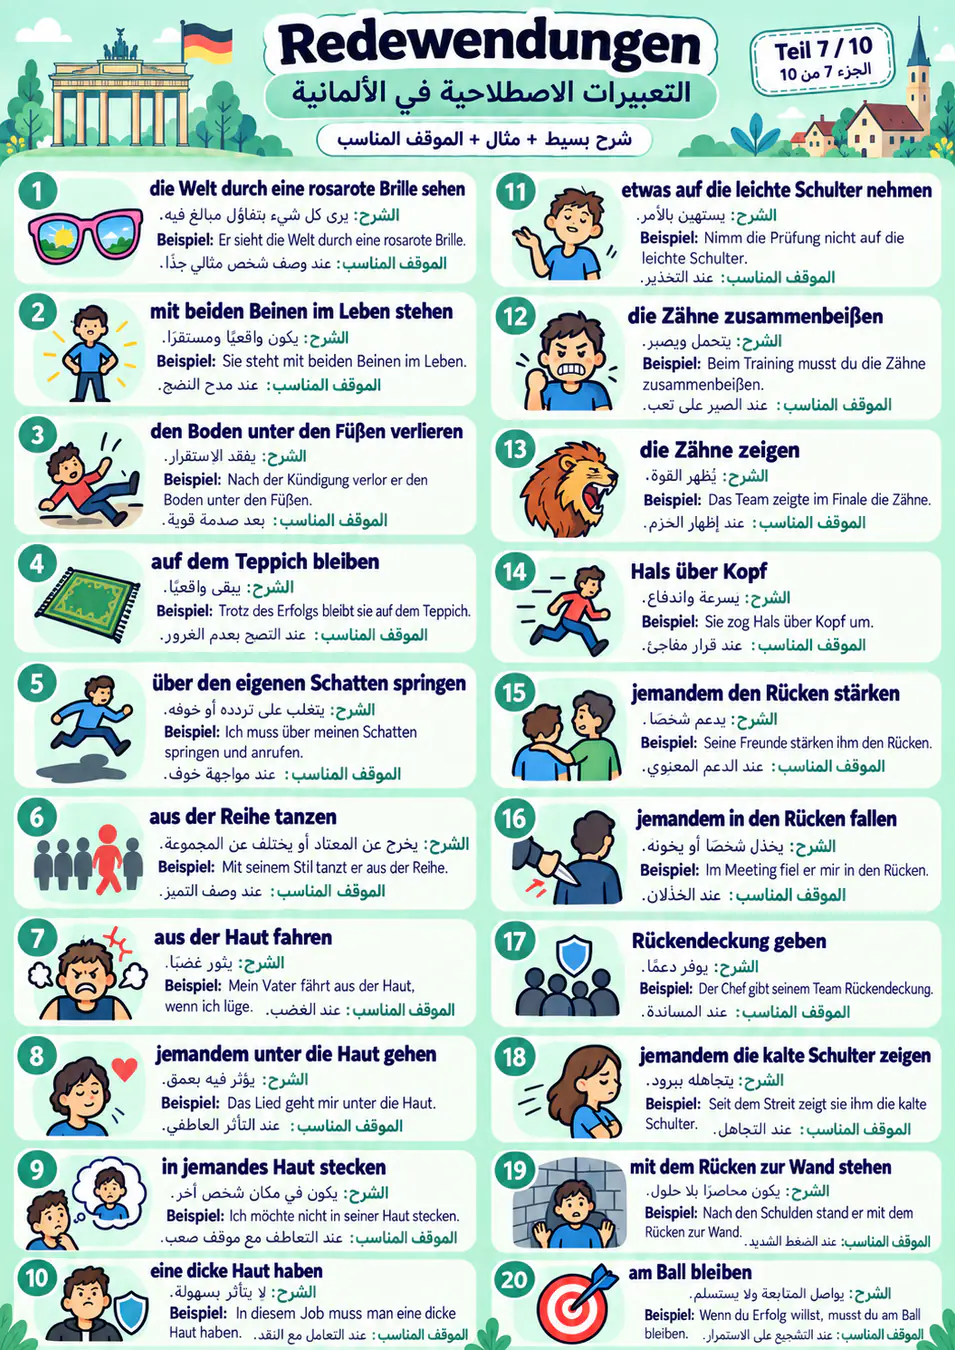 Redewendungen
التعبيرات الاصطلاحية في الألمانية
شرح بسيط + مثال + الموقف المناسب
Teil 7 / 10
الجزء 7 من 10
1
die Welt durch eine rosarote Brille sehen
الشرح: يرى كل شيء بتفاؤل مبالغ فيه.
Beispiel: Er sieht die Welt durch eine rosarote Brille.
الموقف المناسب: عند وصف شخص مثالي جدًا.
2
mit beiden Beinen im Leben stehen
الشرح: يكون واقعيًا ومستقرًا.
Beispiel: Sie steht mit beiden Beinen im Leben.
الموقف المناسب: عند مدح النضج.
3
den Boden unter den Füßen verlieren
الشرح: يفقد الاستقرار.
Beispiel: Nach der Kündigung verlor er den
Boden unter den Füßen.
الموقف المناسب: بعد صدمة قوية.
4
auf dem Teppich bleiben
الشرح: يبقى واقعيًا.
Beispiel: Trotz des Erfolgs bleibt sie auf dem Teppich.
الموقف المناسب: عند التصح بعدم الغرور.
5
über den eigenen Schatten springen
الشرح: يتغلب على تردده أو خوفه.
Beispiel: Ich muss über meinen Schatten
springen und anrufen.
الموقف المناسب: عند مواجهة خوف.
6
aus der Reihe tanzen
الشرح: يخرج عن المعتاد أو يختلف عن المجموعة.
Beispiel: Mit seinem Stil tanzt er aus der Reihe.
الموقف المناسب: عند وصف التميز.
7
aus der Haut fahren
الشرح: يثور غضبًا.
Beispiel: Mein Vater fährt aus der Haut,
wenn ich lüge. الموقف المناسب: عند الغضب.
8
jemandem unter die Haut gehen
الشرح: يؤثر فيه بعمق.
Beispiel: Das Lied geht mir unter die Haut.
الموقف المناسب: عند التأثر العاطفي.
9
in jemandes Haut stecken
الشرح: يكون في مكان شخص آخر.
Beispiel: Ich möchte nicht in seiner Haut stecken.
الموقف المناسب: عند التعاطف مع موقف صعب.
10
eine dicke Haut haben
الشرح: لا يتأثر بسهولة.
Beispiel: In diesem Job muss man eine dicke
Haut haben. الموقف المناسب: عند التعامل مع النقد.
11
etwas auf die leichte Schulter nehmen
الشرح: يستهين بالأمر.
Beispiel: Nimm die Prüfung nicht auf die
leichte Schulter.
الموقف المناسب: عند التخذير.
12
die Zähne zusammenbeißen
الشرح: يتحمل ويصبر.
Beispiel: Beim Training musst du die Zähne
zusammenbeißen.
الموقف المناسب: عند الصبر على تعب.
13
die Zähne zeigen
الشرح: يُظهر القوة.
Beispiel: Das Team zeigte im Finale die Zähne.
الموقف المناسب: عند إظهار الخزم.
14
Hals über Kopf
الشرح: بسرعة واندفاع.
Beispiel: Sie zog Hals über Kopf um.
الموقف المناسب: عند قرار مفاجئ.
15
jemandem den Rücken stärken
الشرح: يدعم شخصًا.
Beispiel: Seine Freunde stärken ihm den Rücken.
الموقف المناسب: عند الدعم المعنوي.
16
jemandem in den Rücken fallen
الشرح: يخذل شخصًا أو يخونه.
Beispiel: Im Meeting fiel er mir in den Rücken.
الموقف المناسب: عند الخذلان.
17
Rückendeckung geben
الشرح: يوفر دعمًا.
Beispiel: Der Chef gibt seinem Team Rückendeckung.
الموقف المناسب: عند المساندة.
18
jemandem die kalte Schulter zeigen
الشرح: يتجاهله ببرود.
Beispiel: Seit dem Streit zeigt sie ihm die kalte
Schulter. الموقف المناسب: عند التجاهل.
19
mit dem Rücken zur Wand stehen
الشرح: يكون محاصرًا بلا حلول.
Beispiel: Nach den Schulden stand er mit dem
Rücken zur Wand. الموقف المناسب: عند الضغط الشديد.
20
am Ball bleiben
الشرح: يواصل المتابعة ولا يستسلم.
Beispiel: Wenn du Erfolg willst, musst du am Ball
bleiben. الموقف المناسب: عند التشجيع على الاستمرار.